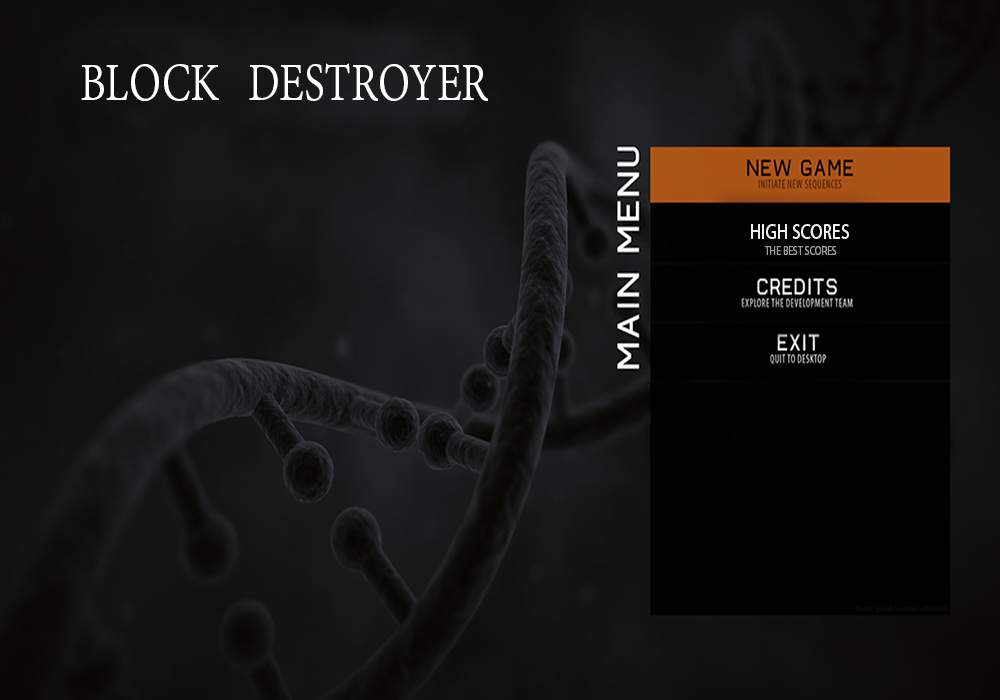 BLOCK DESTROYER
MAIN MENU
NEW GAME
INITIATE NEW SEQUENCES
HIGH SCORES
THE BEST SCORES
CREDITS
EXPLORE THE DEVELOPMENT TEAM
EXIT
QUIT TO DESKTOP